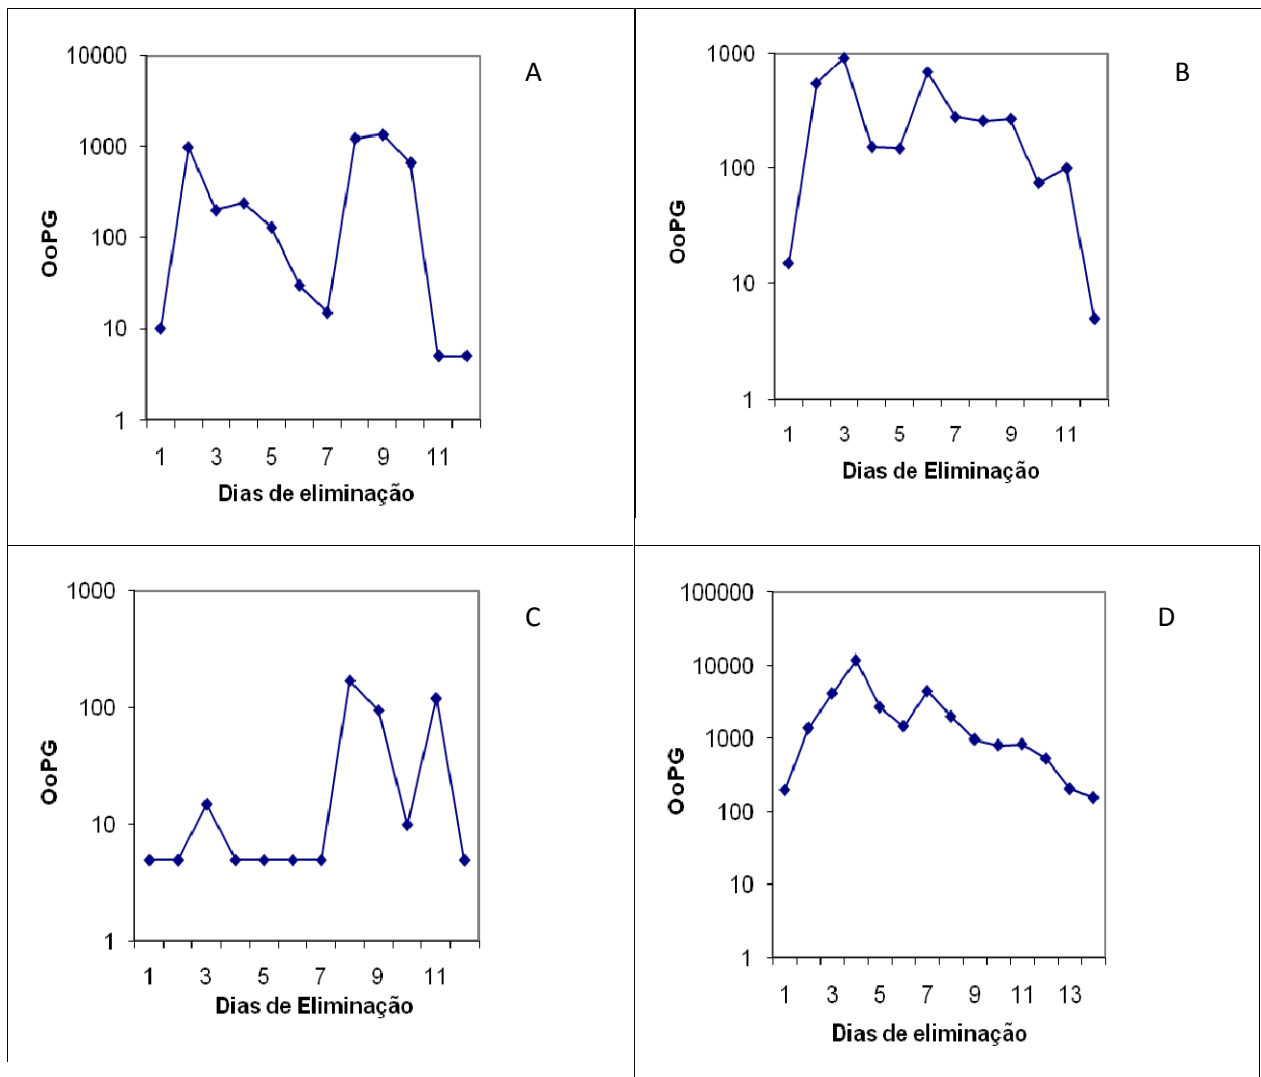 A
10000
1000
100
10
1
OoPG
1 3 5 7 9 11
Dias de eliminação
B
1000
100
10
1
OoPG
1 3 5 7 9 11
Dias de Eliminação
C
1000
100
10
1
OoPG
1 3 5 7 9 11
Dias de Eliminação
D
100000
10000
1000
100
10
1
OoPG
1 3 5 7 9 11 13
Dias de eliminação